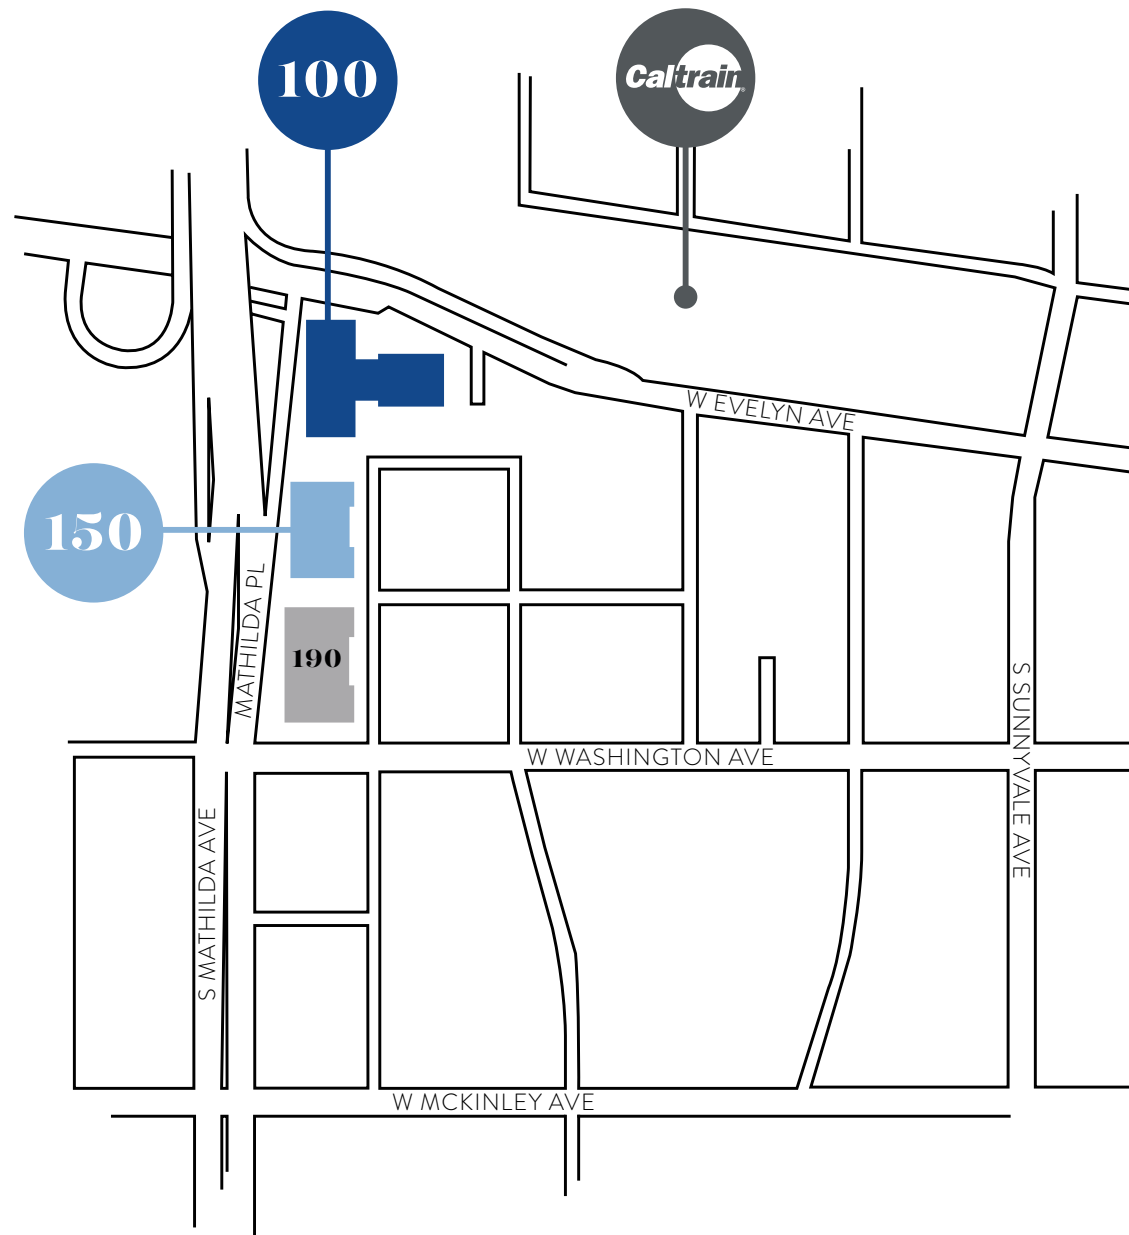 100
Caltrain
W EVELYN AVE
150
MATHILDA PL
190
W WASHINGTON AVE
S SUNNYVALE AVE
S MATHILDA AVE
W MCKINLEY AVE